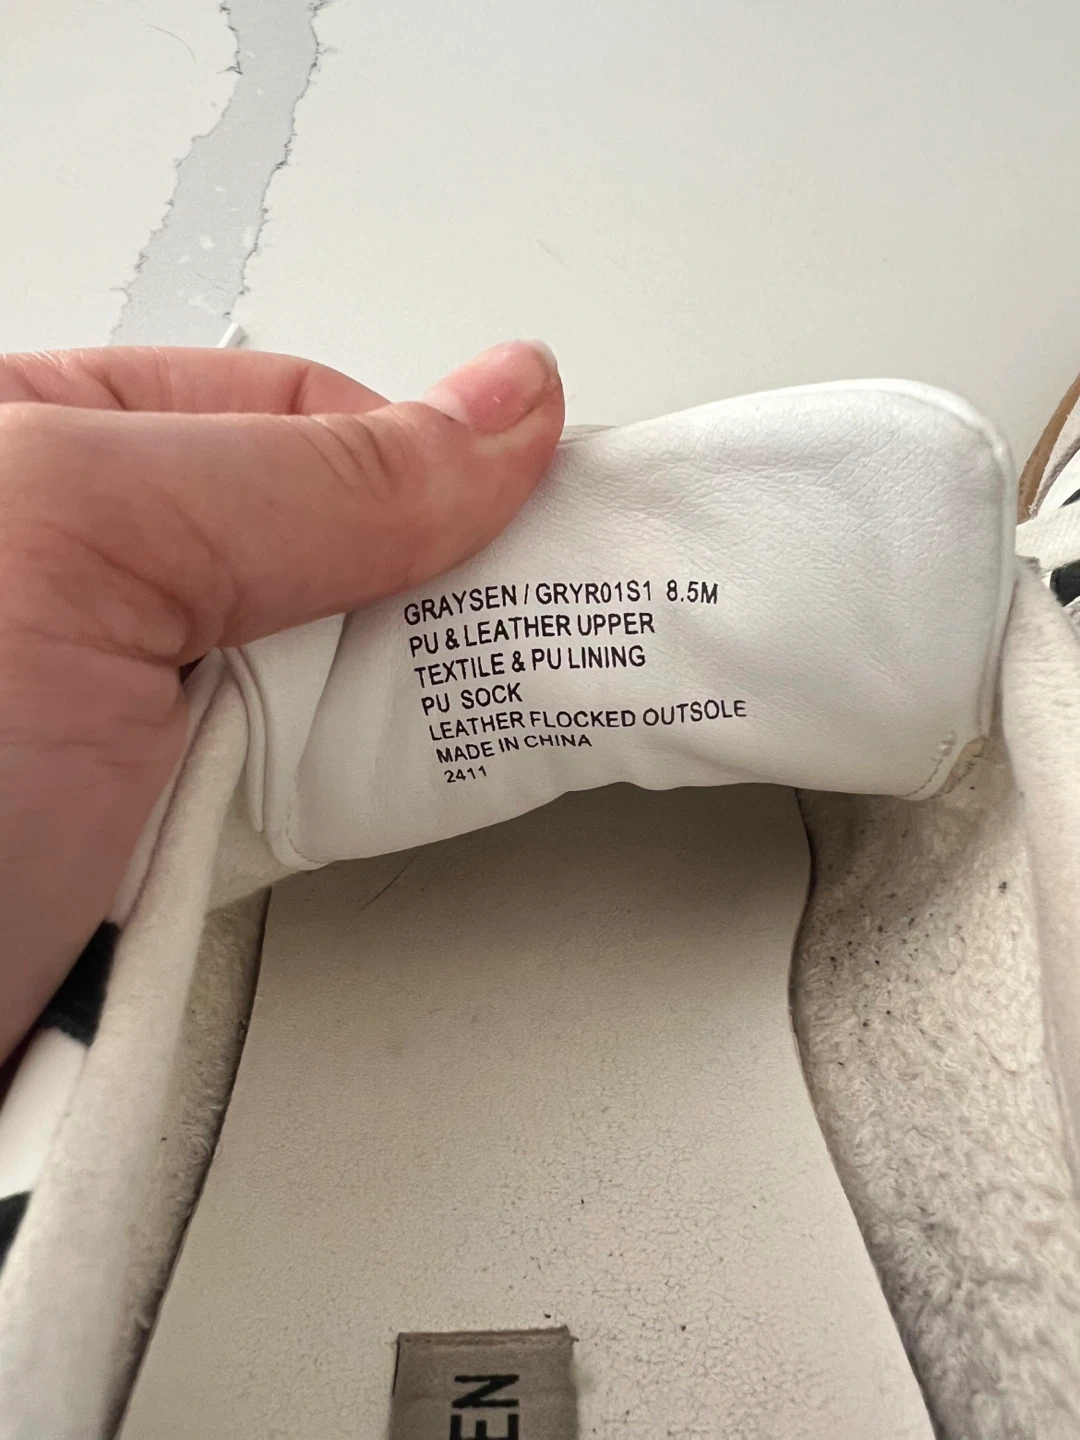 GRAYSEN / GRYR01S1 8.5M
PU & LEATHER UPPER
TEXTILE & PU LINING
PU SOCK
LEATHER FLOCKED OUTSOLE
MADE IN CHINA
2411
EN